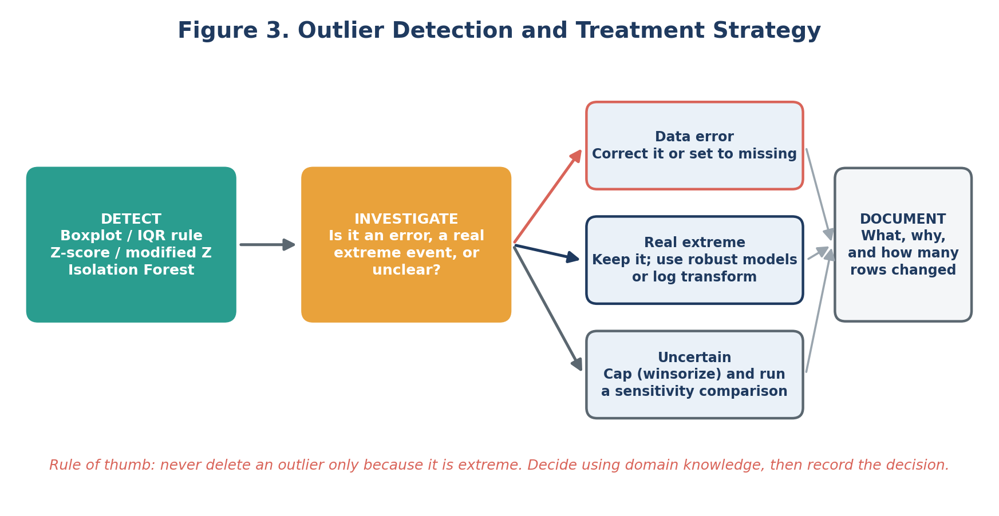 Figure 3. Outlier Detection and Treatment Strategy
DETECT
Boxplot / IQR rule
Z-score / modified Z
Isolation Forest
INVESTIGATE
Is it an error, a real
extreme event, or
unclear?
Data error
Correct it or set to missing
Real extreme
Keep it; use robust models
or log transform
Uncertain
Cap (winsorize) and run
a sensitivity comparison
DOCUMENT
What, why,
and how many
rows changed
Rule of thumb: never delete an outlier only because it is extreme. Decide using domain knowledge, then record the decision.